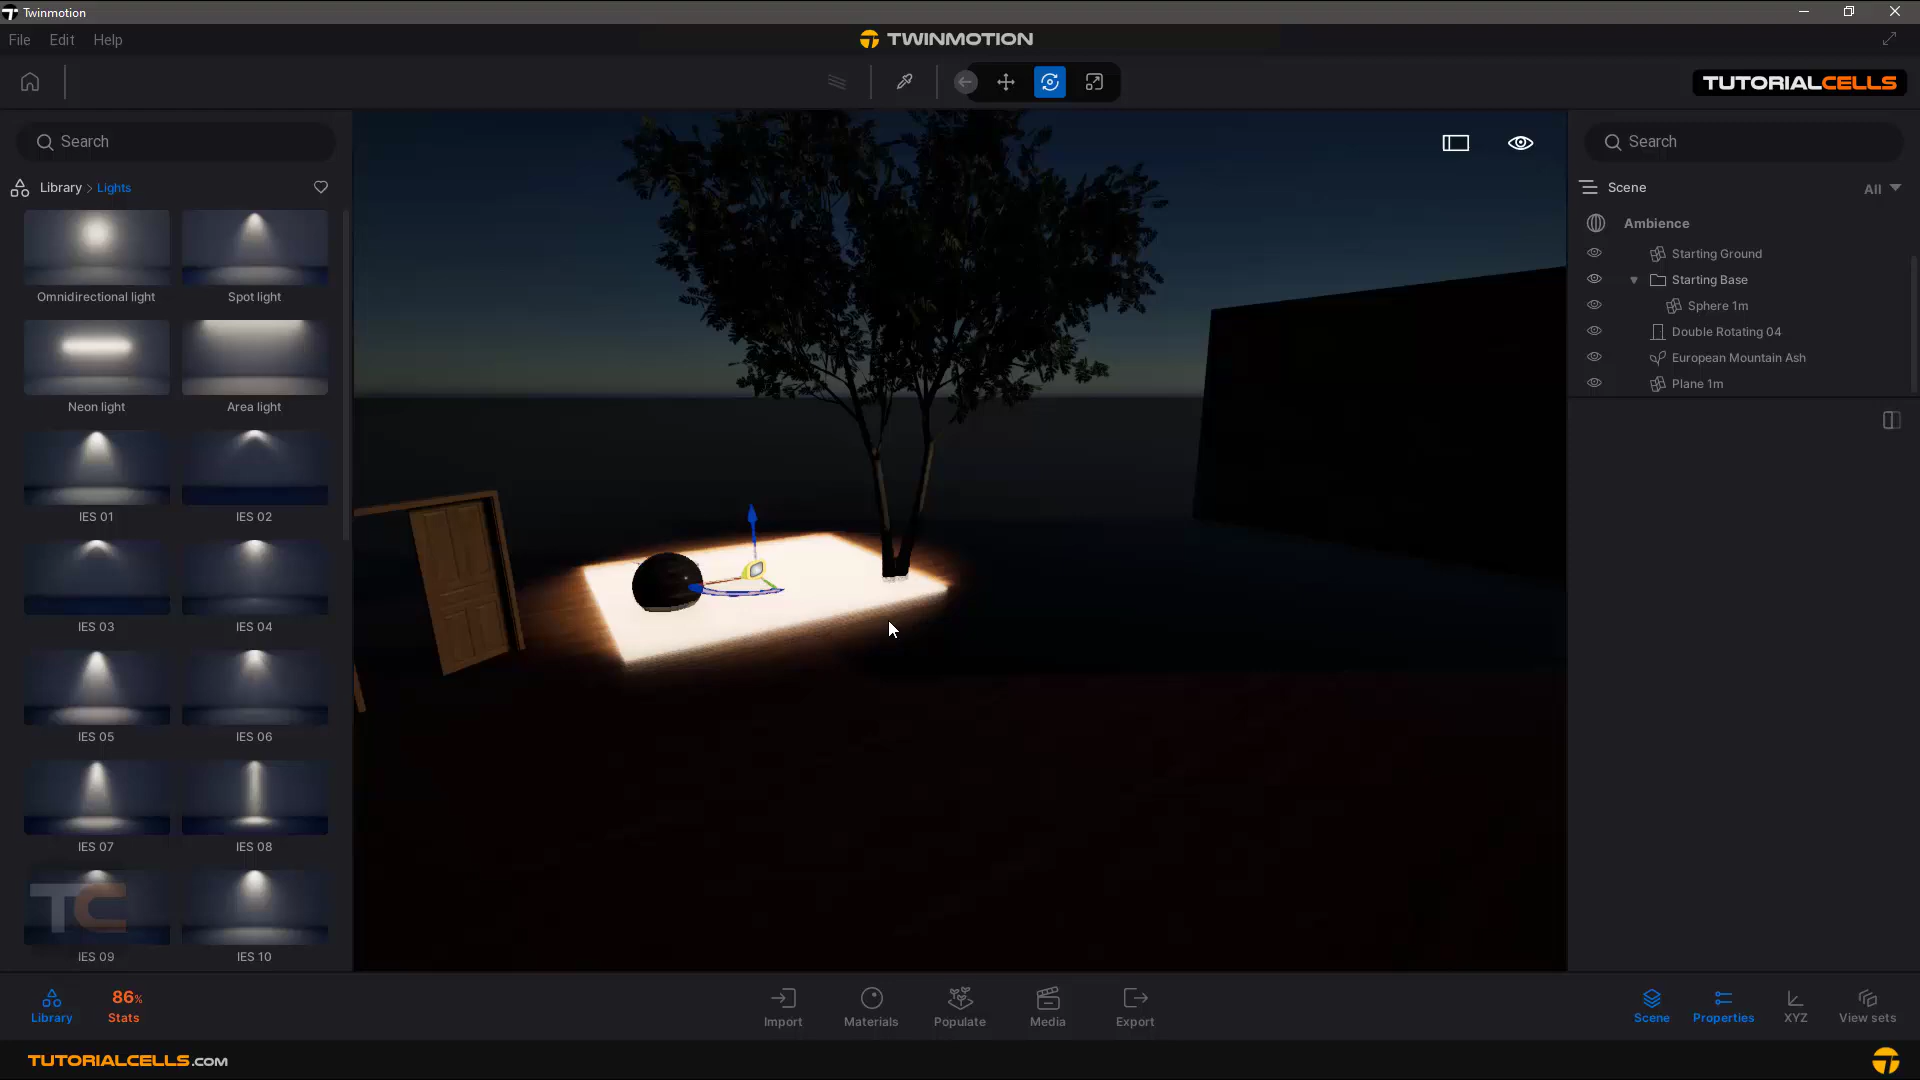 Twinmotion
File Edit Help
TWINMOTION
TUTORIALCELLS
Search
Library > Lights
Omnidirectional light
Spot light
Neon light
Area light
IES 01
IES 02
IES 03
IES 04
IES 05
IES 06
IES 07
IES 08
TC
IES 09
IES 10
Search
Scene
All
Ambience
Starting Ground
Starting Base
Sphere 1m
Double Rotating 04
European Mountain Ash
Plane 1m
Library
86%
Stats
Import
Materials
Populate
Media
Export
Scene
Properties
XYZ
View sets
TUTORIALCELLS.COM